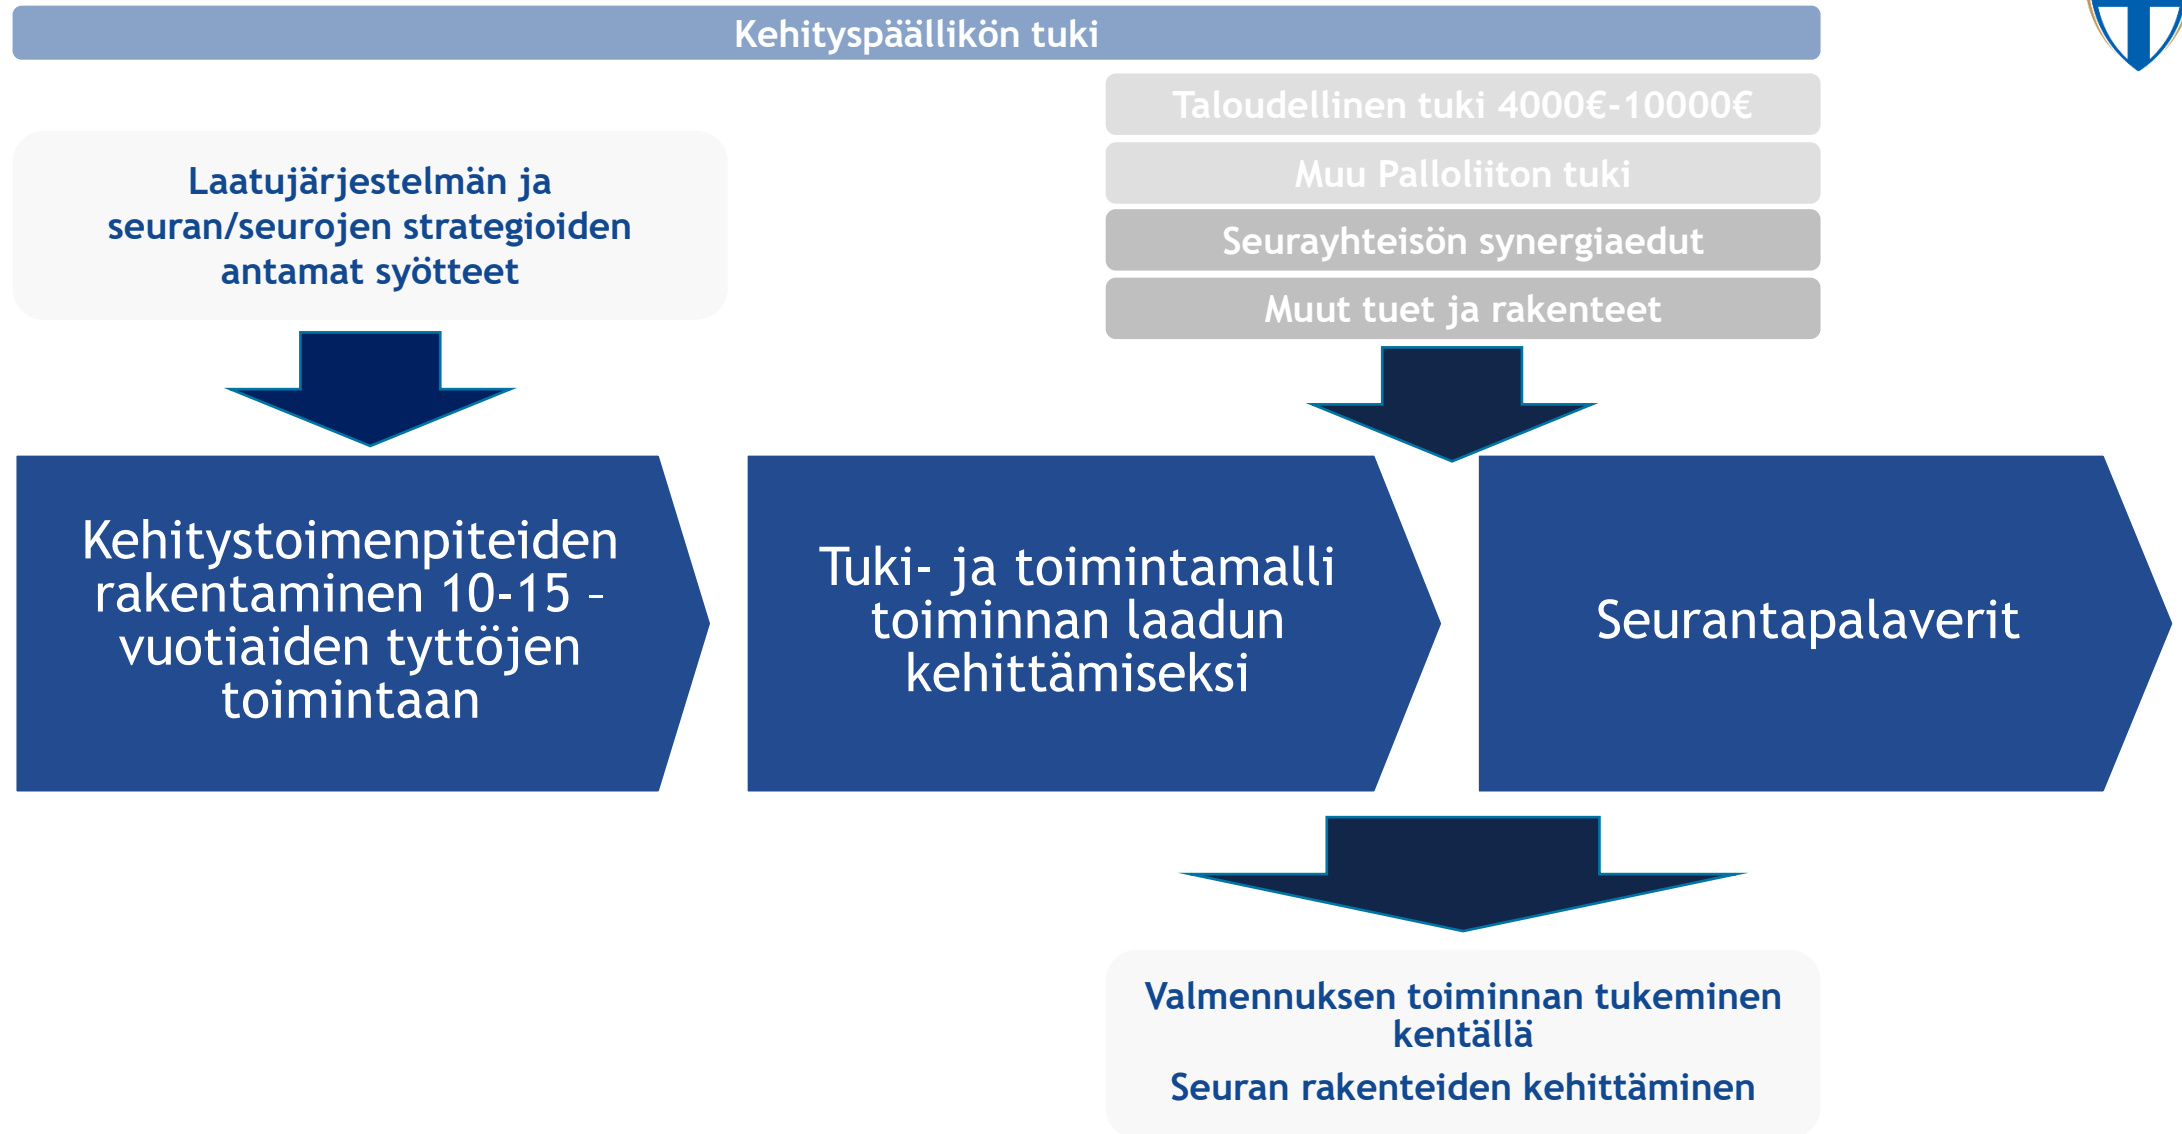 Kehityspäällikön tuki
Taloudellinen tuki 4000€-10000€
Muu Palloliiton tuki
Seurayhteisön synergiaedut
Muut tuet ja rakenteet
Laatujärjestelmän ja
seuran/seurojen strategioiden
antamat syötteet
Kehitystoimenpiteiden
rakentaminen 10-15 –
vuotiaiden tyttöjen
toimintaan
Tuki- ja toimintamalli
toiminnan laadun
kehittämiseksi
Seurantapalaverit
Valmennuksen toiminnan tukeminen
kentällä
Seuran rakenteiden kehittäminen